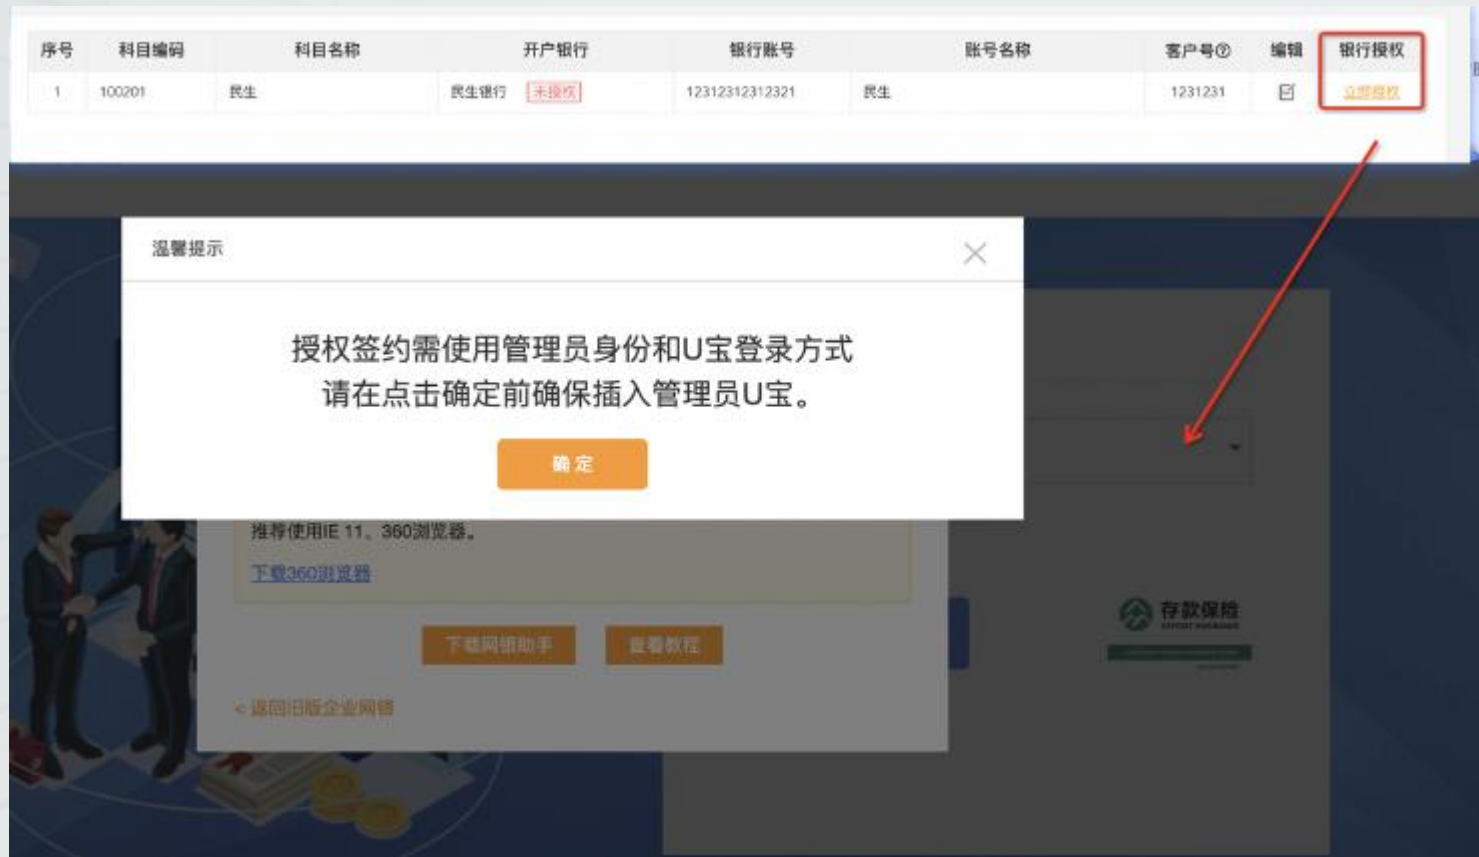 序号 科目编码 科目名称 开户银行 银行账号 账号名称 客户号? 编辑 银行授权
1 100201 民生 民生银行 未授权 12312312312321 民生 1231231 立即授权
温馨提示
授权签约需使用管理员身份和U宝登录方式
请在点击确定前确保插入管理员U宝。
确定
推荐使用IE 11、360浏览器。
下载360浏览器
下载网银助手 查看教程
存款保险
< 返回旧版企业网银